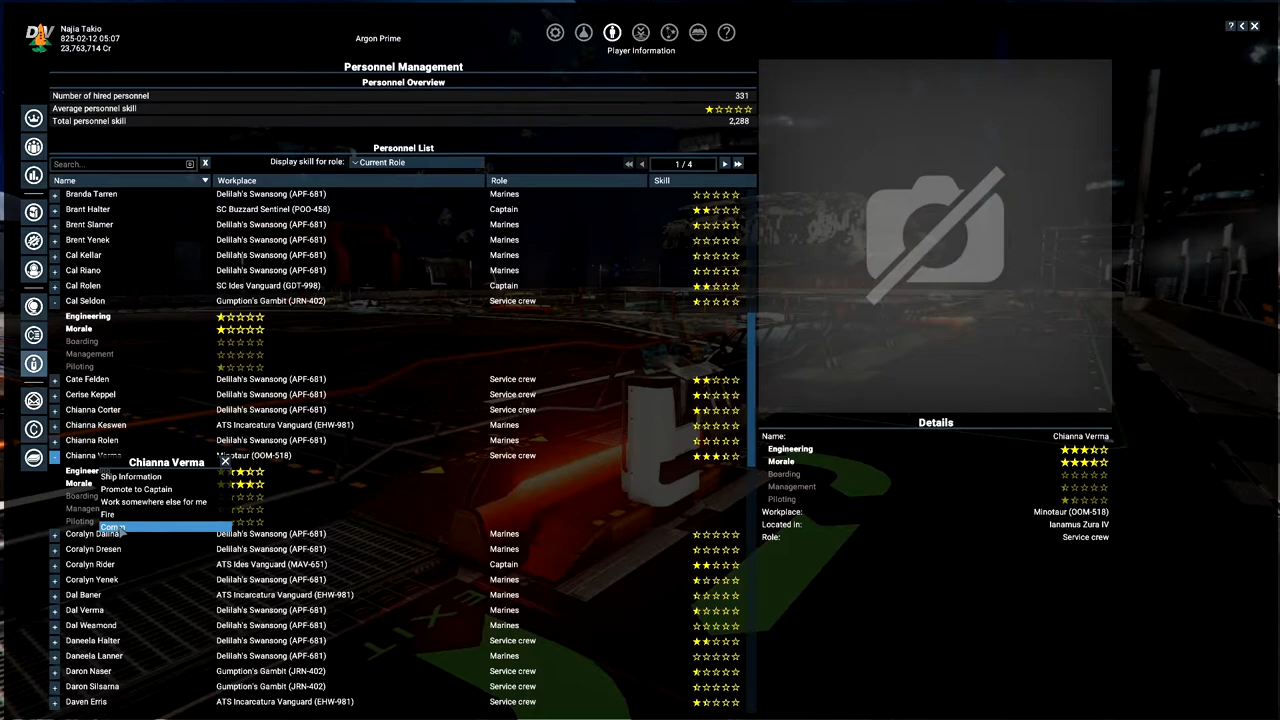 Najia Takio
825-02-12 05:07
23,763,714 Cr
Argon Prime
Player Information
? < X
Personnel Management
Personnel Overview
Number of hired personnel 331
Average personnel skill
Total personnel skill 2,288
Personnel List
Search... x Display skill for role: Current Role 1 / 4
Name Workplace Role Skill
Branda Tarren Delilah's Swansong (APF-681) Marines
Brant Halter SC Buzzard Sentinel (POO-458) Captain
Brent Slamer Delilah's Swansong (APF-681) Marines
Brent Yenek Delilah's Swansong (APF-681) Marines
Cal Kellar Delilah's Swansong (APF-681) Marines
Cal Riano Delilah's Swansong (APF-681) Marines
Cal Rolen SC Ides Vanguard (GDT-998) Captain
Cal Seldon Gumption's Gambit (JRN-402) Service crew
Engineering
Morale
Boarding
Management
Piloting
Cate Felden Delilah's Swansong (APF-681) Service crew
Cerise Keppel Delilah's Swansong (APF-681) Service crew
Chianna Corter Delilah's Swansong (APF-681) Service crew
Chianna Keswen ATS Incarcatura Vanguard (EHW-981) Marines
Chianna Rolen Delilah's Swansong (APF-681) Marines
Chianna Verma Minotaur (OOM-518) Service crew
Chianna Verma X
Ship Information
Promote to Captain
Work somewhere else for me
Fire
Comm
Coralyn Dalina Delilah's Swansong (APF-681) Marines
Coralyn Dresen Delilah's Swansong (APF-681) Marines
Coralyn Rider ATS Ides Vanguard (MAV-651) Captain
Coralyn Yenek Delilah's Swansong (APF-681) Marines
Dal Baner ATS Incarcatura Vanguard (EHW-981) Marines
Dal Verma Delilah's Swansong (APF-681) Marines
Dal Weamond Delilah's Swansong (APF-681) Marines
Daneela Halter Delilah's Swansong (APF-681) Service crew
Daneela Lanner Delilah's Swansong (APF-681) Marines
Daron Naser Gumption's Gambit (JRN-402) Service crew
Daron Silsarna Gumption's Gambit (JRN-402) Service crew
Daven Erris ATS Incarcatura Vanguard (EHW-981) Service crew
Details
Name: Chianna Verma
Engineering
Morale
Boarding
Management
Piloting
Workplace: Minotaur (OOM-518)
Located in: Ianamus Zura IV
Role: Service crew